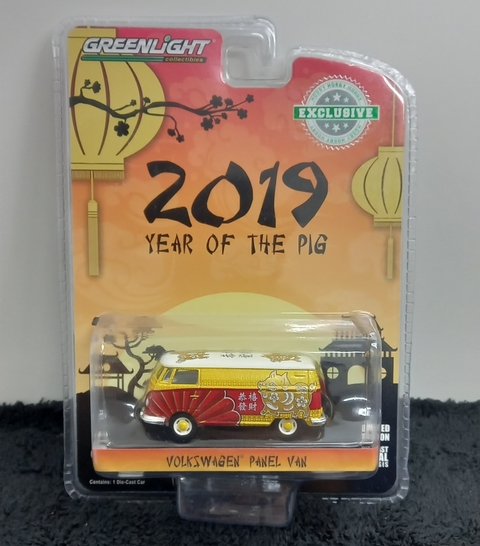 GREENLIGHT
collectibles
EXCLUSIVE
2019
YEAR OF THE PIG
恭禧
發財
VOLKSWAGEN PANEL VAN
Contains: 1 Die-Cast Car